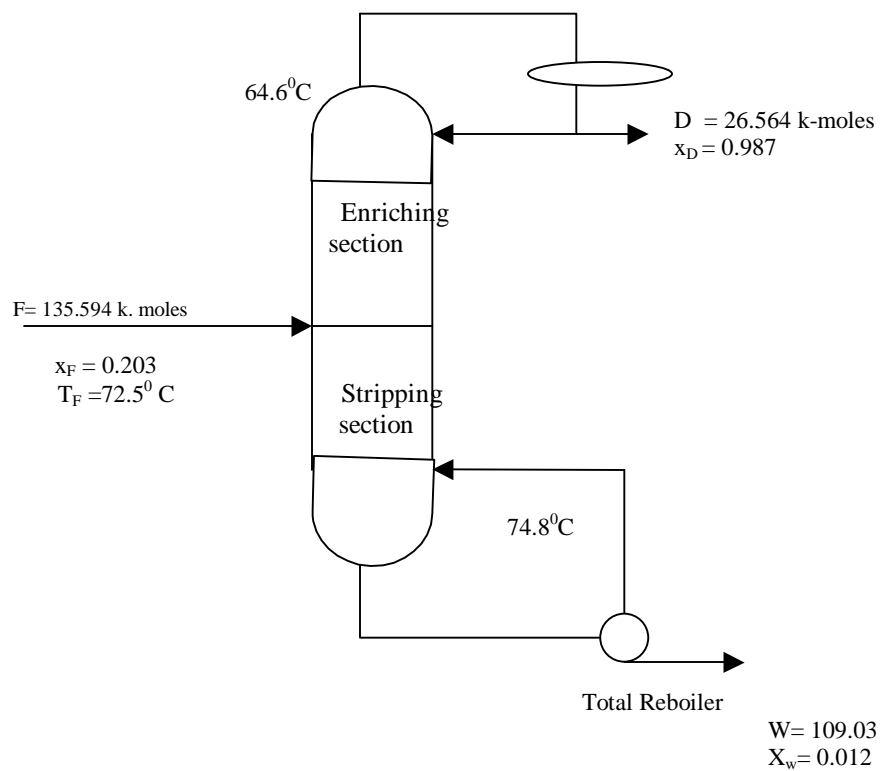 64.6⁰C
D = 26.564 k-moles
x_D = 0.987
Enriching
section
F= 135.594 k. moles
x_F = 0.203
T_F =72.5⁰ C
Stripping
section
74.8⁰C
Total Reboiler
W= 109.03
X_w= 0.012